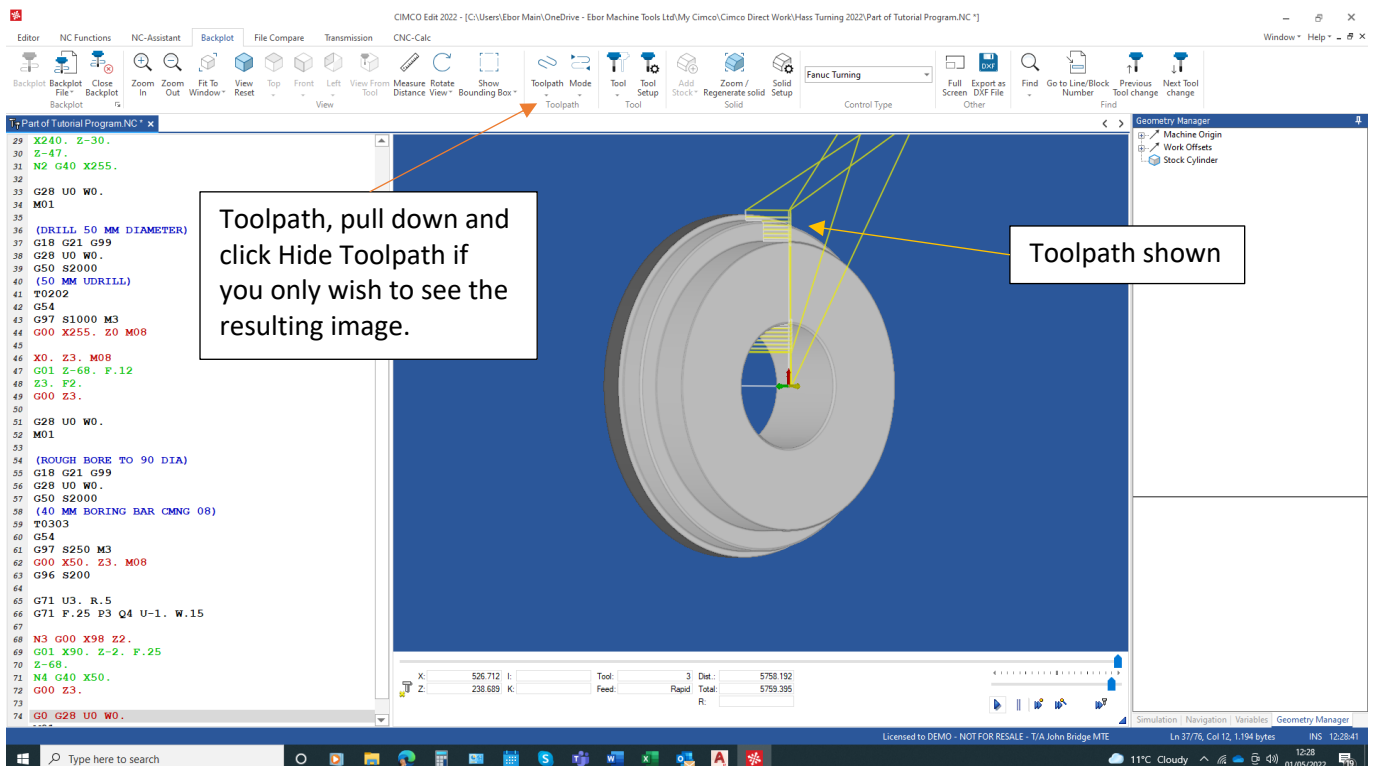 CIMCO Edit 2022 - [C:\Users\Ebor Main\OneDrive - Ebor Machine Tools Ltd\My Cimco\Cimco Direct Work\Hass Turning 2022\Part of Tutorial Program.NC *]
Editor NC Functions NC-Assistant Backplot File Compare Transmission CNC-Calc Window Help
Backplot Backplot File Close Backplot Zoom In Zoom Out Fit To Window View Reset Top Front Left View From Tool Measure Distance Rotate View Show Bounding Box Toolpath Mode Tool Tool Setup Add Stock Zoom / Regenerate solid Solid Setup Fanuc Turning Full Screen Export as DXF File Find Go to Line/Block Number Previous Tool change Next Tool change
Backplot View Toolpath Tool Solid Control Type Other Find
Part of Tutorial Program.NC * Geometry Manager
Machine Origin
Work Offsets
Stock Cylinder
29 X240. Z-30.
30 Z-47.
31 N2 G40 X255.
32
33 G28 U0 W0.
34 M01
35
36 (DRILL 50 MM DIAMETER)
37 G18 G21 G99
38 G28 U0 W0.
39 G50 S2000
40 (50 MM UDRILL)
41 T0202
42 G54
43 G97 S1000 M3
44 G00 X255. Z0 M08
45
46 X0. Z3. M08
47 G01 Z-68. F.12
48 Z3. F2.
49 G00 Z3.
50
51 G28 U0 W0.
52 M01
53
54 (ROUGH BORE TO 90 DIA)
55 G18 G21 G99
56 G28 U0 W0.
57 G50 S2000
58 (40 MM BORING BAR CMNG 08)
59 T0303
60 G54
61 G97 S250 M3
62 G00 X50. Z3. M08
63 G96 S200
64
65 G71 U3. R.5
66 G71 F.25 P3 Q4 U-1. W.15
67
68 N3 G00 X98 Z2.
69 G01 X90. Z-2. F.25
70 Z-68.
71 N4 G40 X50.
72 G00 Z3.
73
74 G0 G28 U0 W0.
Toolpath, pull down and
click Hide Toolpath if
you only wish to see the
resulting image.
Toolpath shown
X: 526.712 I: Tool: 3 Dist.: 5758.192
Z: 238.689 K: Feed: Rapid Total: 5759.395
R:
Simulation Navigation Variables Geometry Manager
Licensed to DEMO - NOT FOR RESALE - T/A John Bridge MTE Ln 37/76, Col 12, 1.194 bytes INS 12:28:41
Type here to search 11°C Cloudy 12:28
01/05/2022